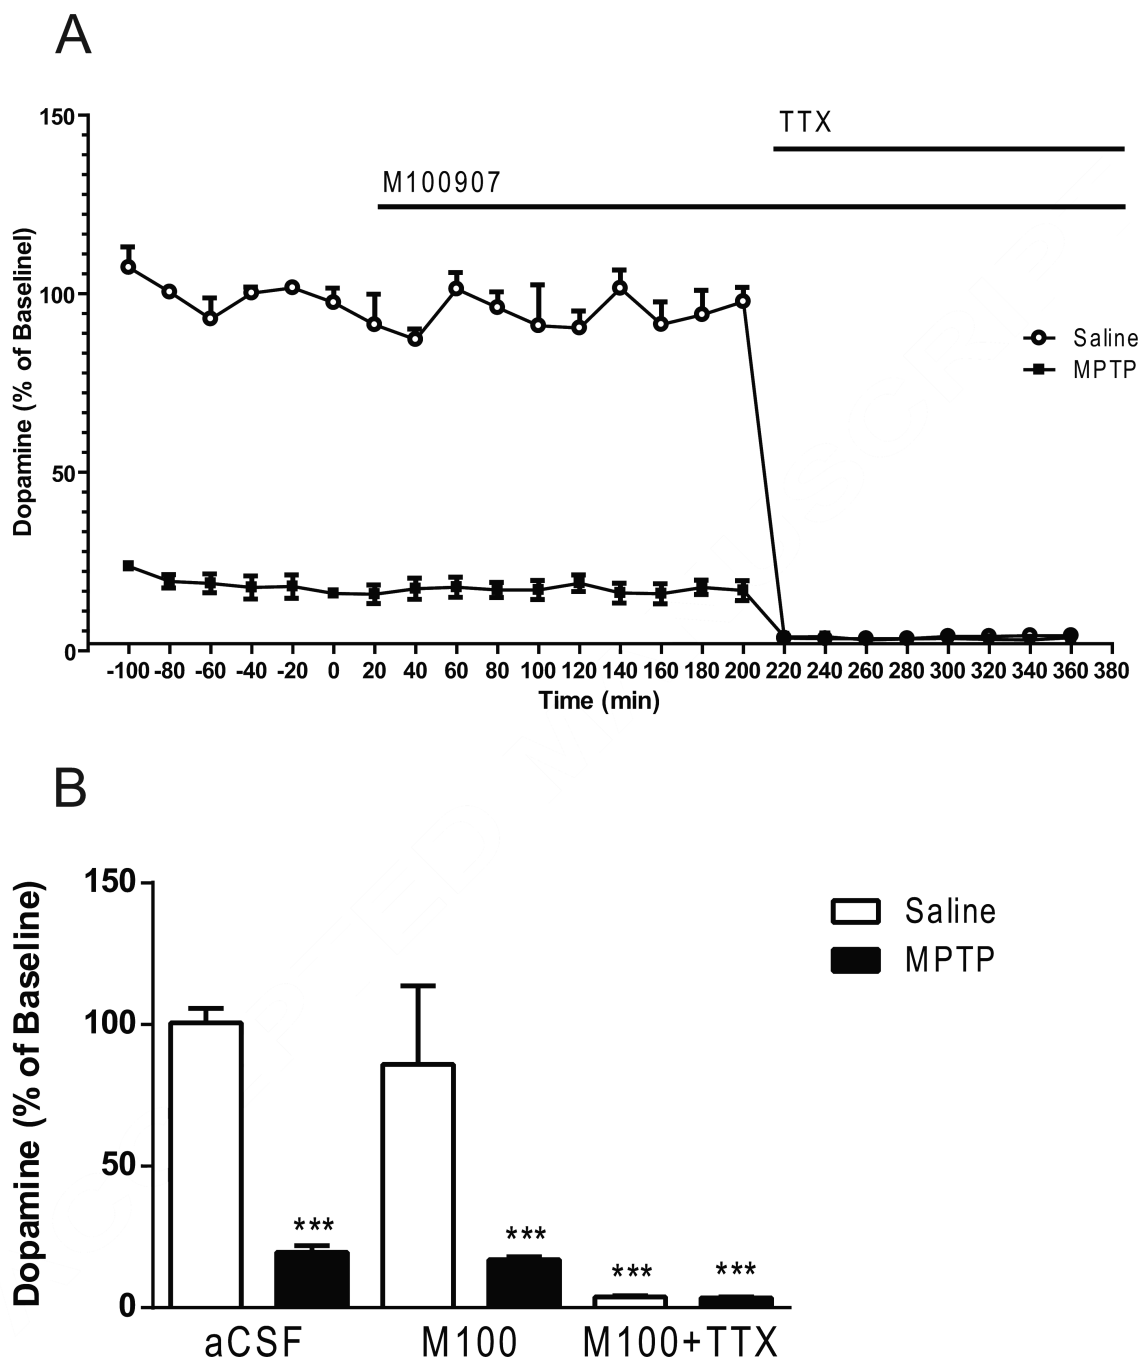 A
150
100
50
0
Dopamine (% of Baselinel)
TTX
M100907
Saline
MPTP
-100 -80 -60 -40 -20 0 20 40 60 80 100 120 140 160 180 200 220 240 260 280 300 320 340 360 380
Time (min)
B
150
100
50
0
Dopamine (% of Baseline)
Saline
MPTP
***
***
***
***
aCSF M100 M100+TTX